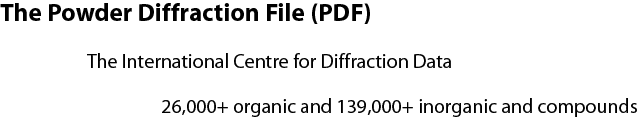 The Powder Diffraction File (PDF)
The International Centre for Diffraction Data
26,000+ organic and 139,000+ inorganic and compounds